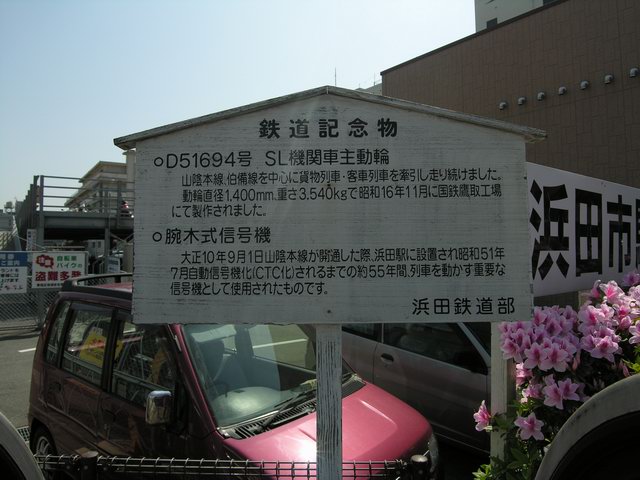 鉄道記念物
○D51694号 SL機関車主動輪
山陰本線、伯備線を中心に貨物列車・客車列車を牽引し走り続けました。
動輪直径1,400mm、重さ3,540kgで昭和16年11月に国鉄鷹取工場
にて製作されました。
○腕木式信号機
大正10年9月1日山陰本線が開通した際、浜田駅に設置され昭和51年
7月自動信号機化(CTC化)されるまでの約55年間、列車を動かす重要な
信号機として使用されたものです。
浜田鉄道部
浜田市駅
自転車
バイクの
盗難多発